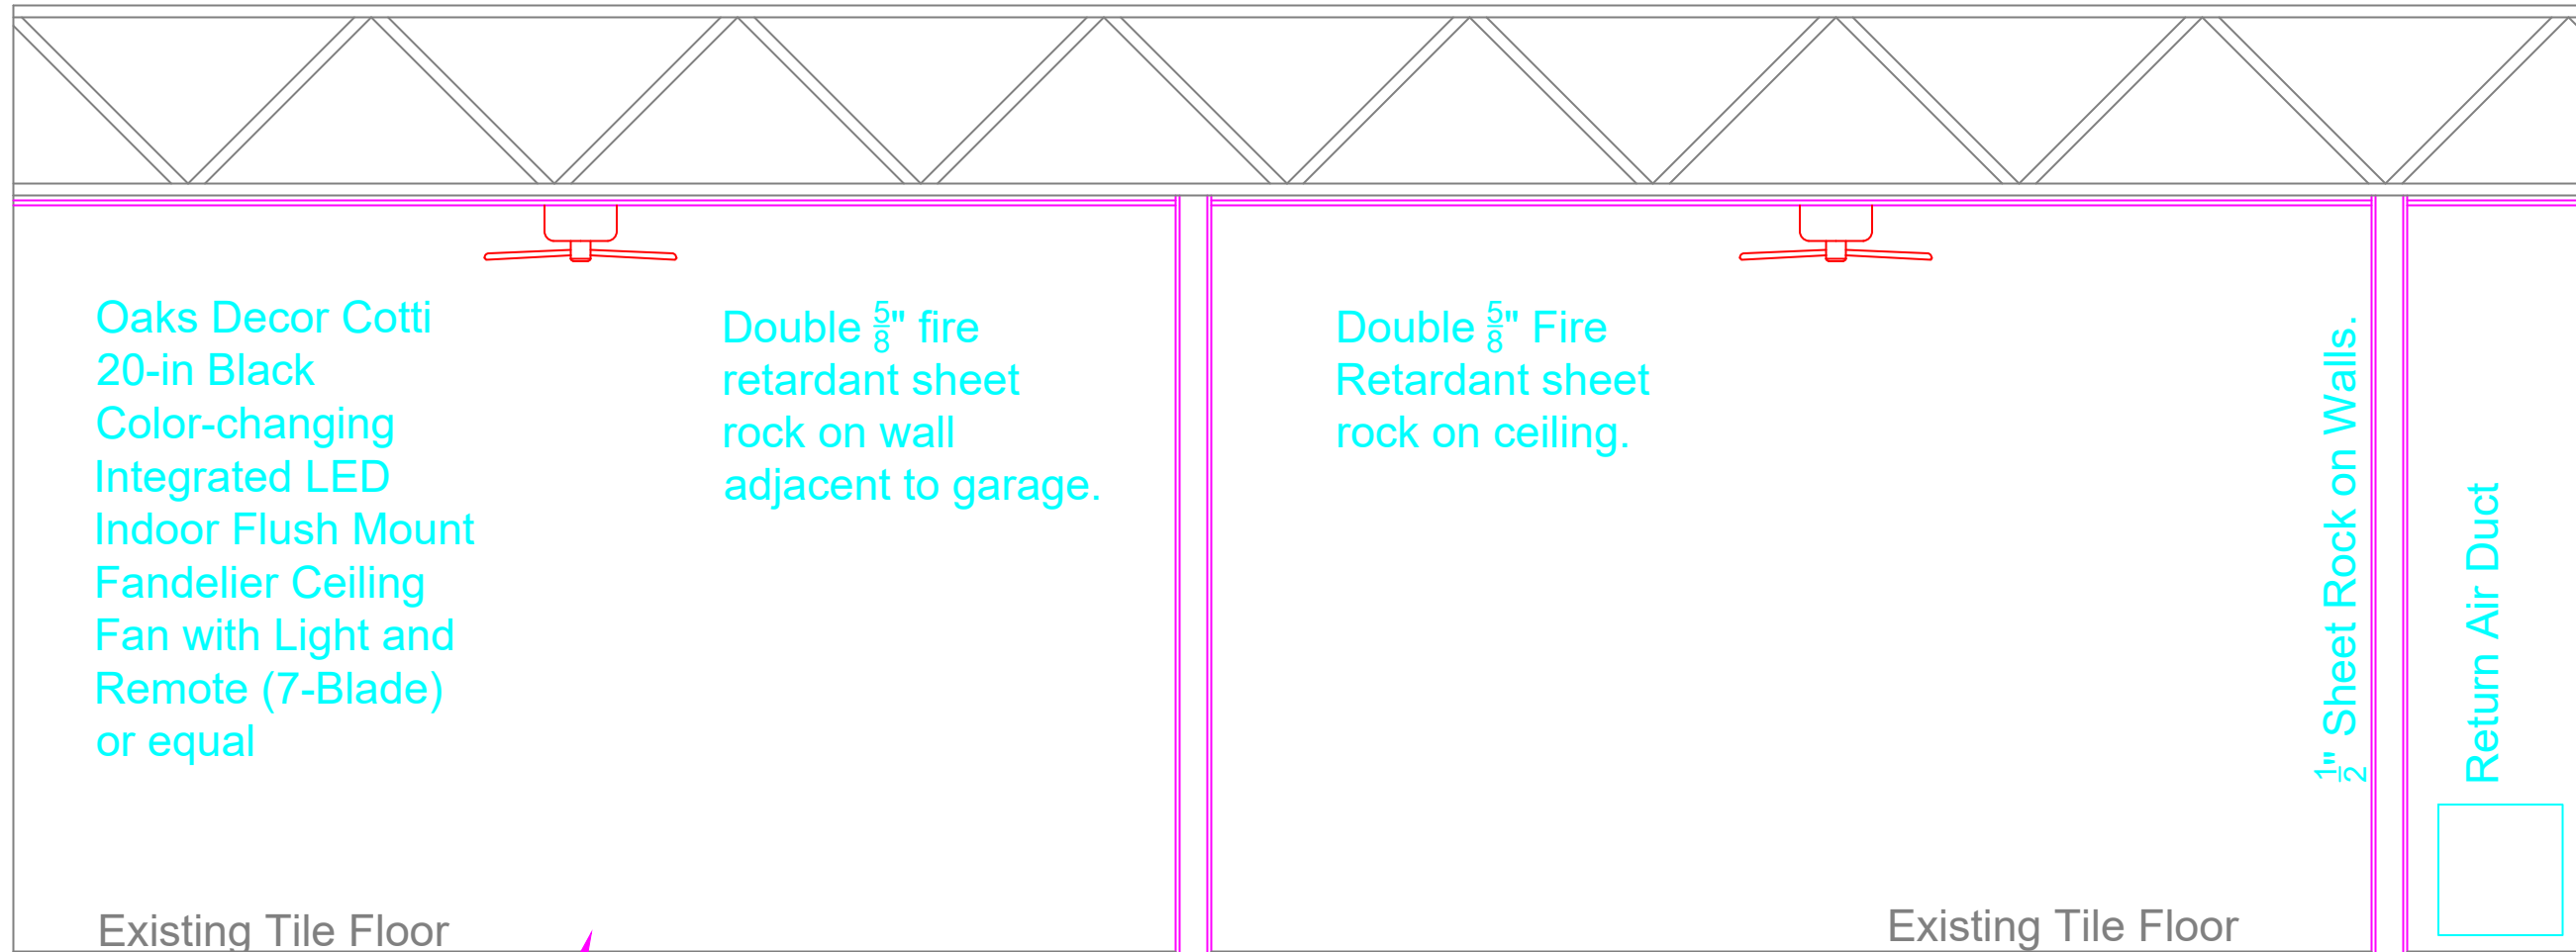 Oaks Decor Cotti
20-in Black
Color-changing
Integrated LED
Indoor Flush Mount
Fandelier Ceiling
Fan with Light and
Remote (7-Blade)
or equal
Double 5/8" fire
retardant sheet
rock on wall
adjacent to garage.
Double 5/8" Fire
Retardant sheet
rock on ceiling.
1/2" Sheet Rock on Walls.
Return Air Duct
Existing Tile Floor
Existing Tile Floor